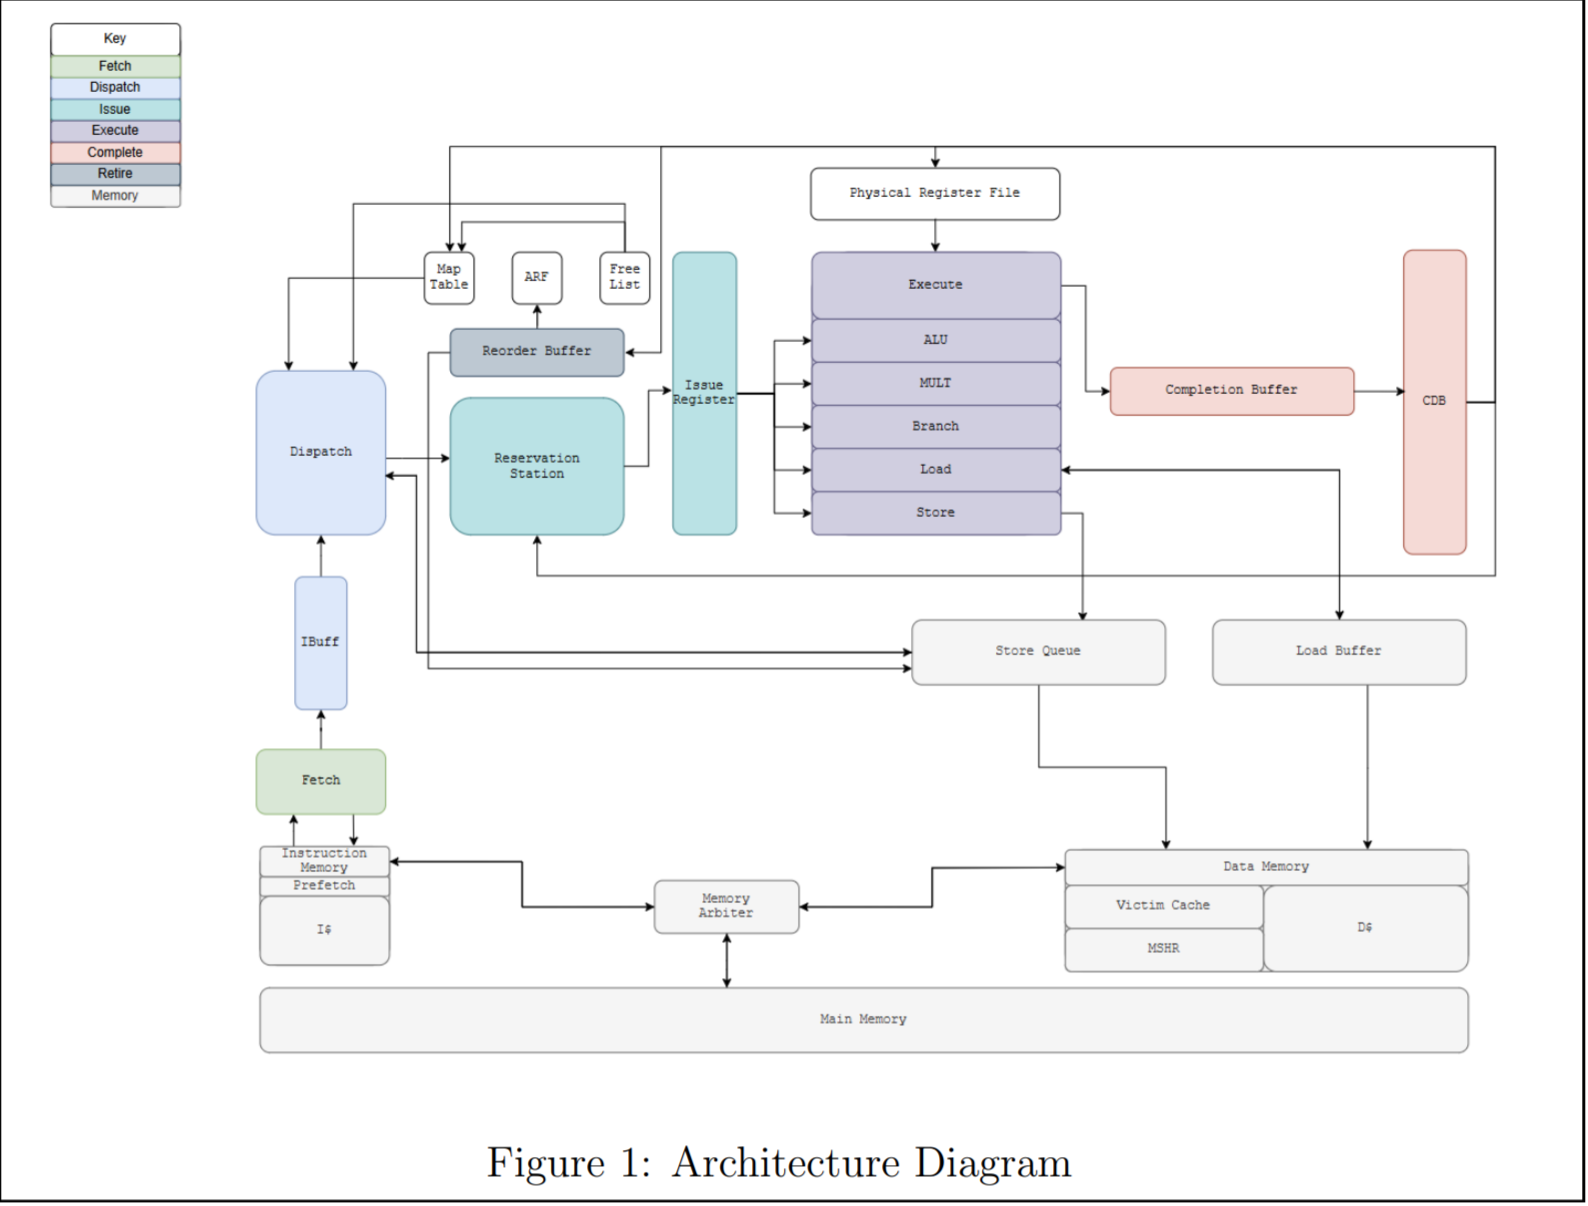 Key
Fetch
Dispatch
Issue
Execute
Complete
Retire
Memory
Physical Register File
Map
Table
ARF
Free
List
Execute
ALU
MULT
Branch
Load
Store
Reorder Buffer
Issue
Register
Completion Buffer
CDB
Dispatch
Reservation
Station
IBuff
Store Queue
Load Buffer
Fetch
Instruction
Memory
Prefetch
I$
Memory
Arbiter
Data Memory
Victim Cache
MSHR
D$
Main Memory
Figure 1: Architecture Diagram